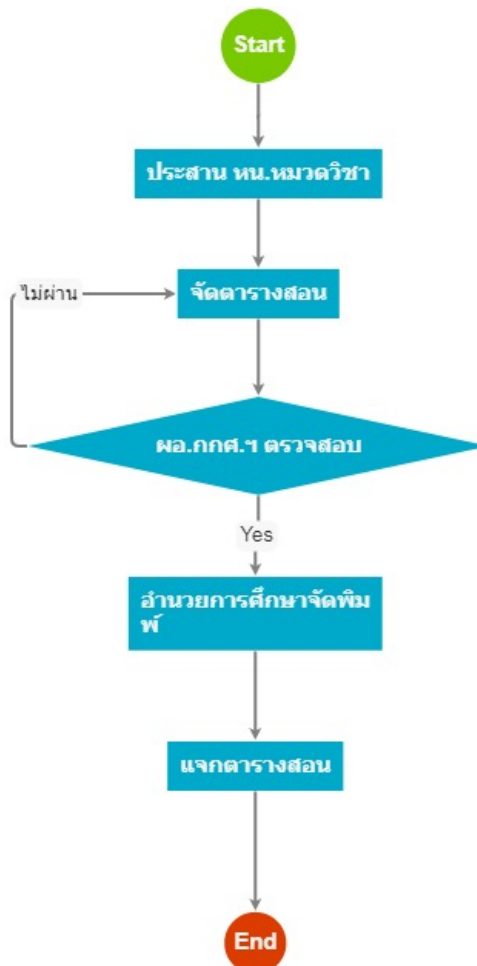 Start
ประสาน หน.หมวดวิชา
ไม่ผ่าน
จัดตารางสอน
ผอ.กกศ.ฯ ตรวจสอบ
Yes
อำนวยการศึกษาจัดพิม
พ์
แจกตารางสอน
End